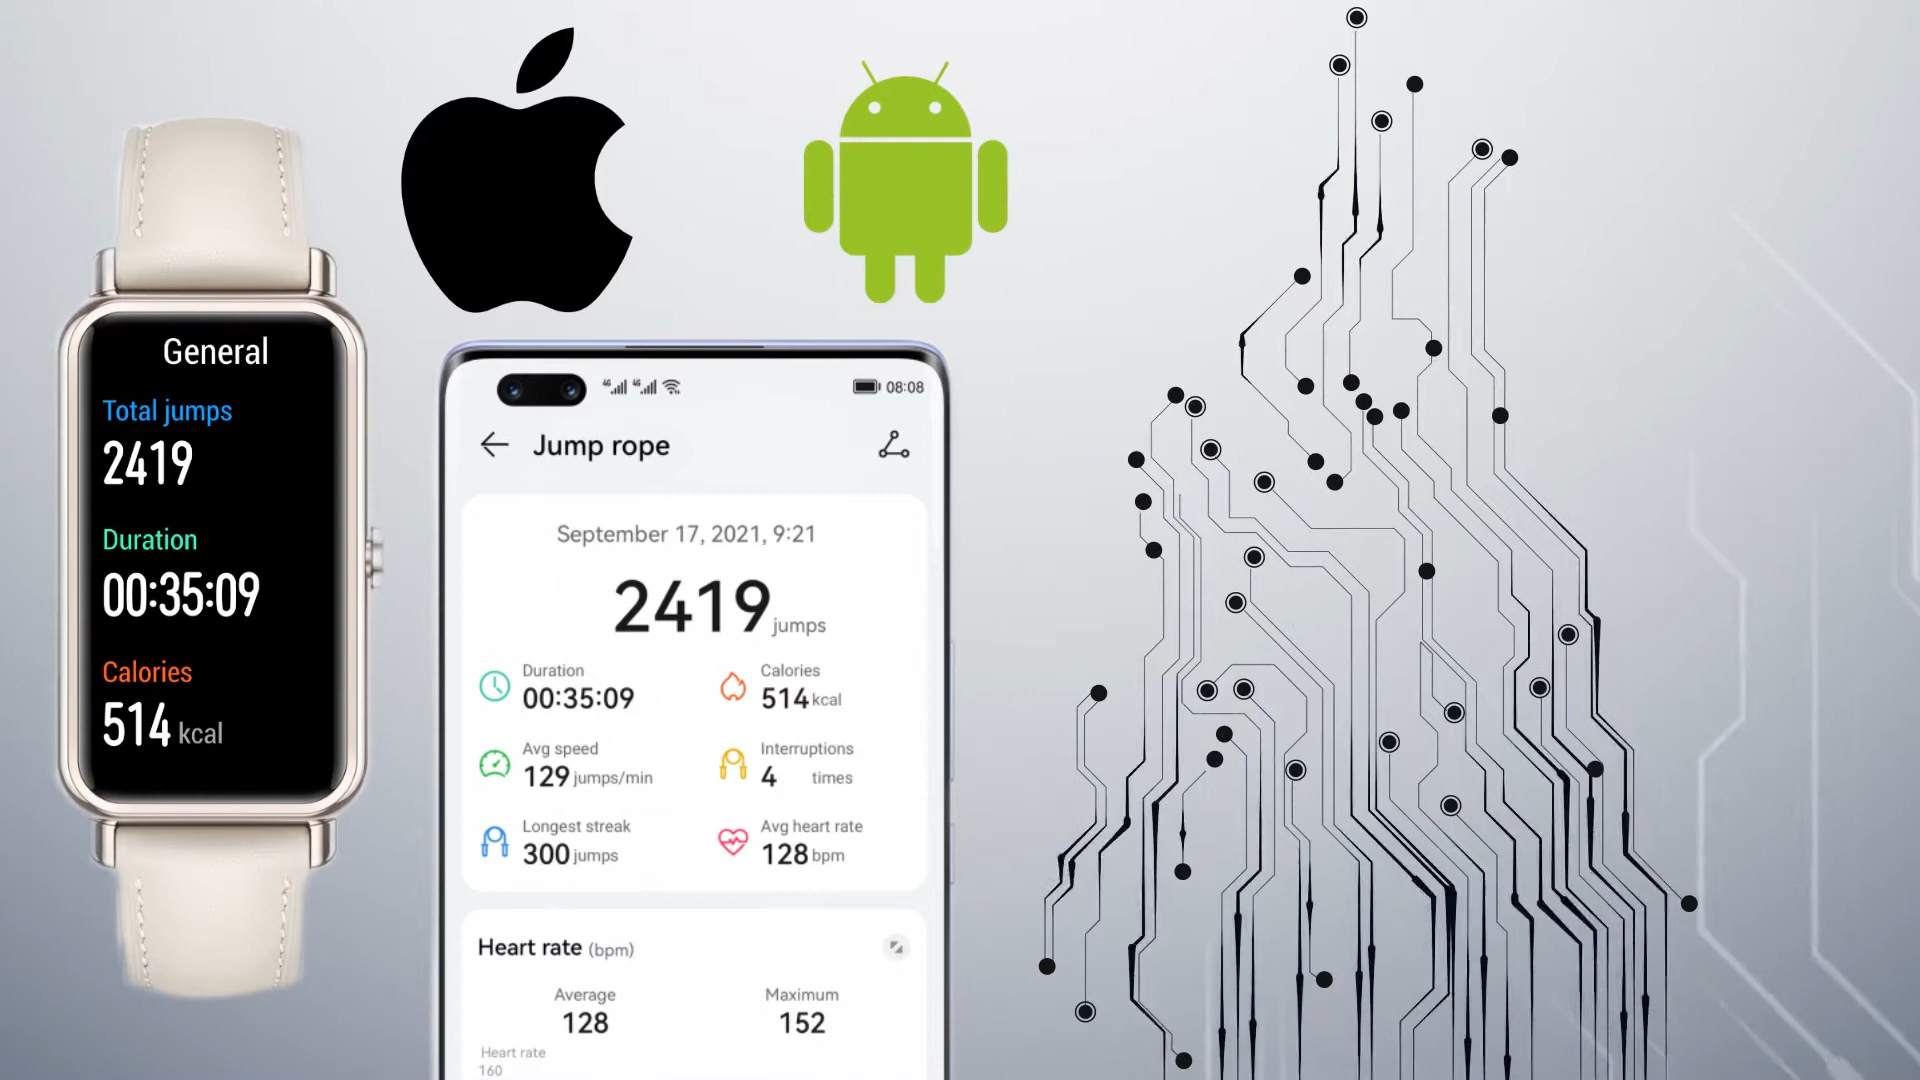 General
Total jumps
2419
Duration
00:35:09
Calories
514 kcal
08:08
Jump rope
September 17, 2021, 9:21
2419 jumps
Duration
00:35:09
Calories
514 kcal
Avg speed
129 jumps/min
Interruptions
4 times
Longest streak
300 jumps
Avg heart rate
128 bpm
Heart rate (bpm)
Average
128
Maximum
152
Heart rate
160